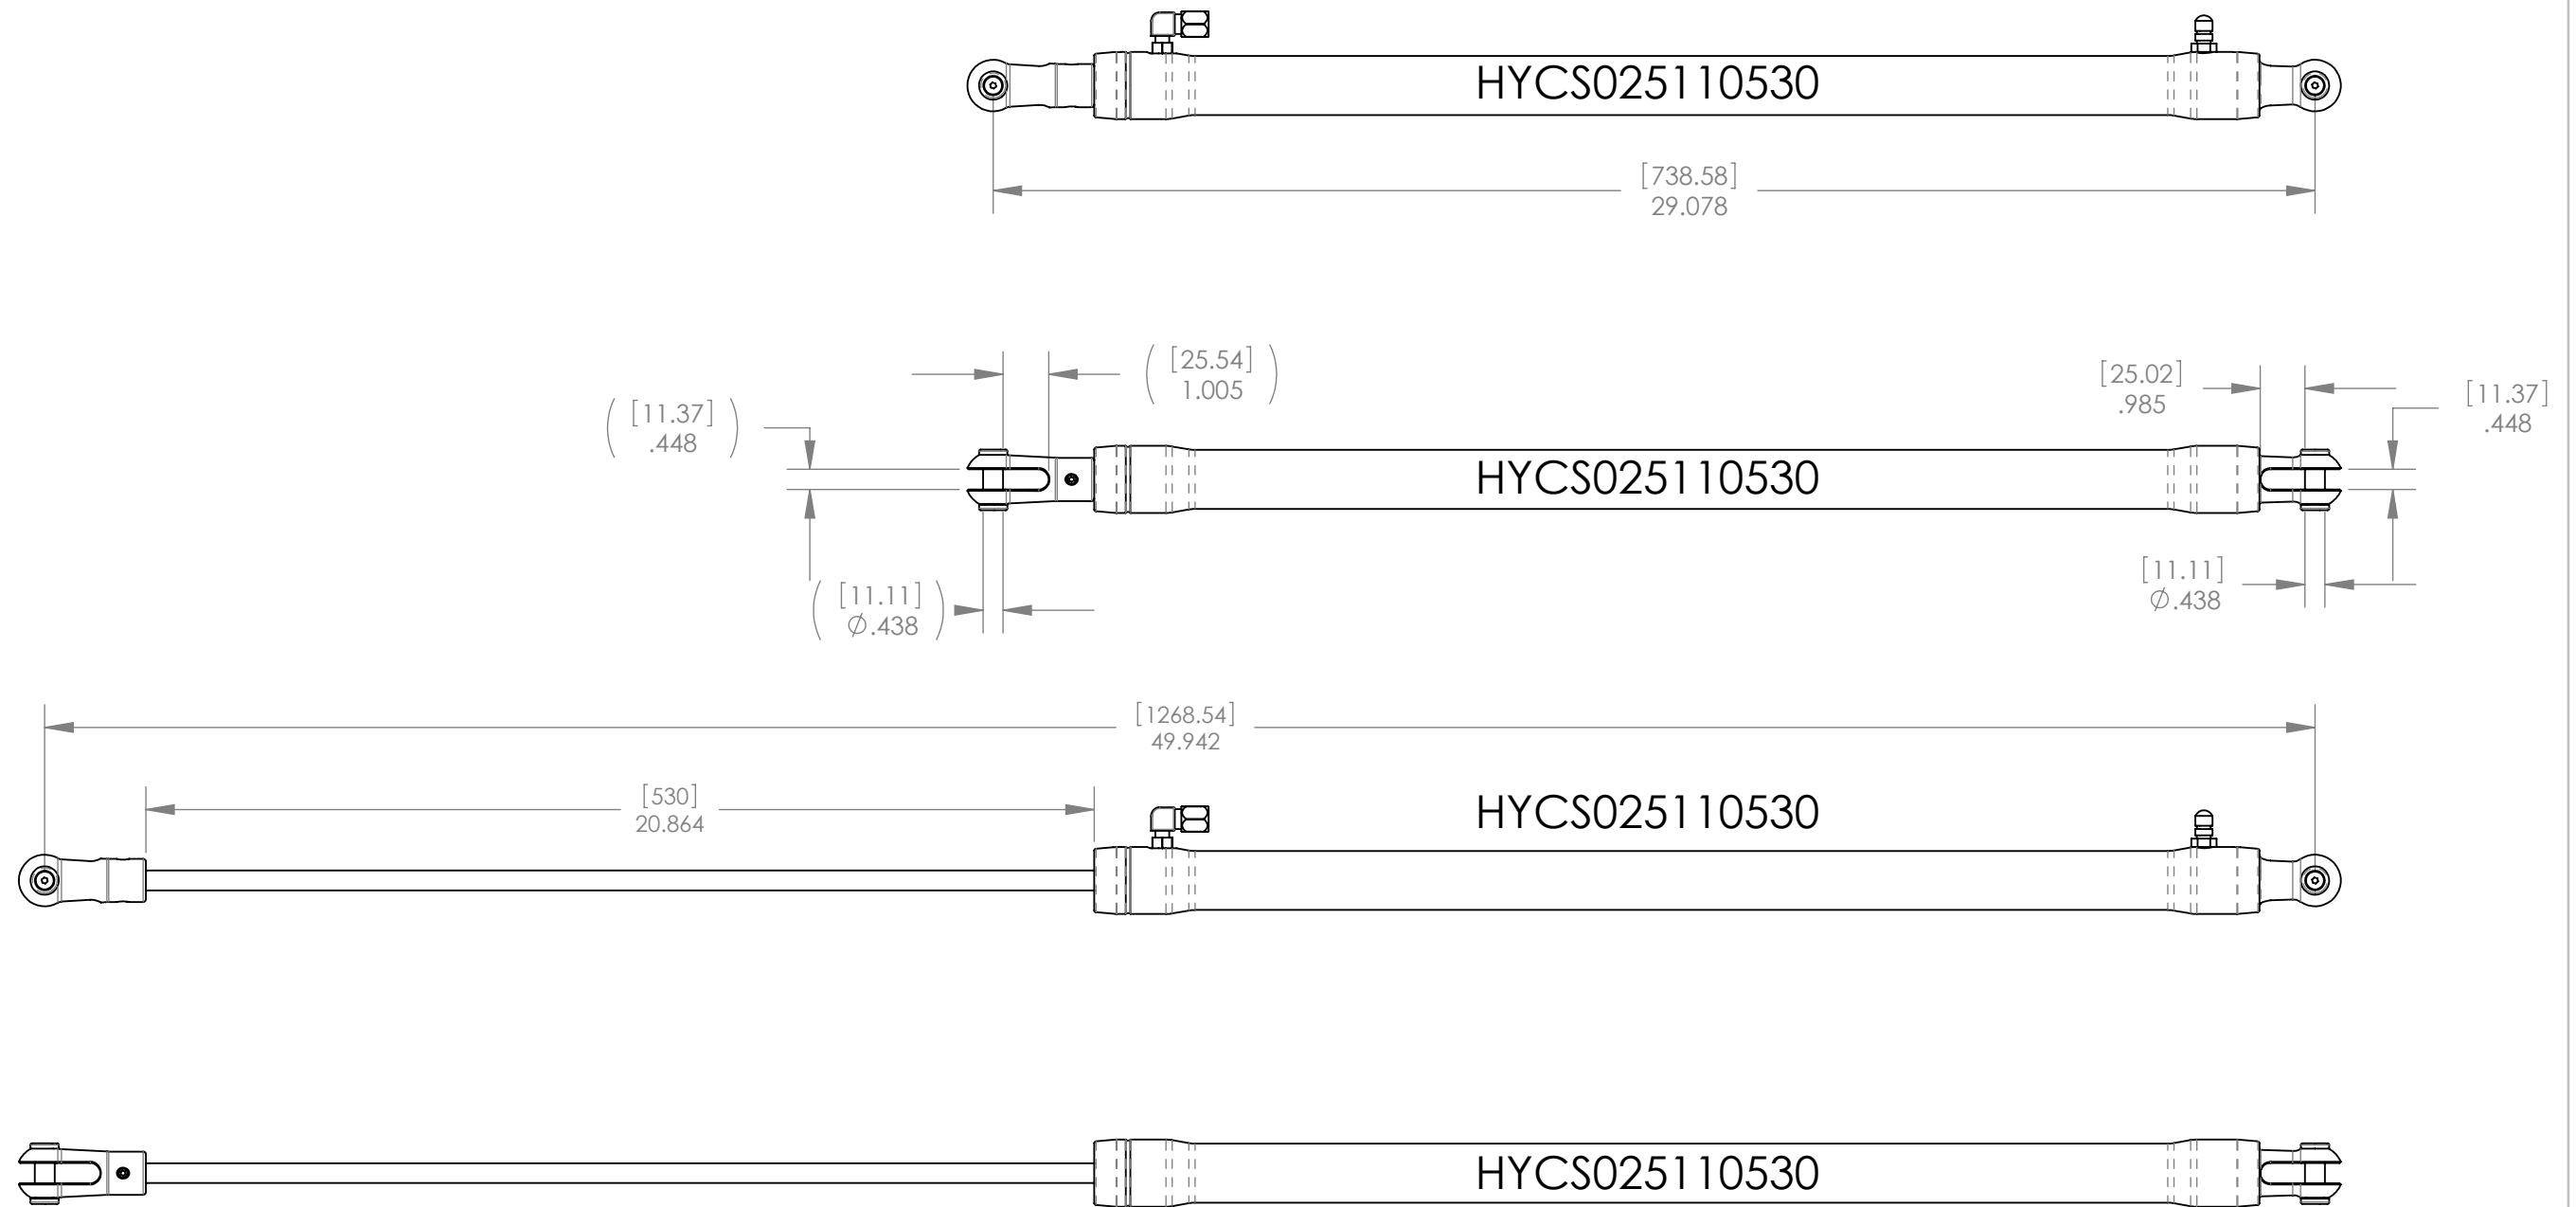 HYCS025110530
[738.58]
29.078
( [25.54] )
1.005
[25.02]
.985
( [11.37] )
.448
[11.37]
.448
HYCS025110530
( [11.11] )
Ø.438
[11.11]
Ø.438
[1268.54]
49.942
[530]
20.864
HYCS025110530
HYCS025110530